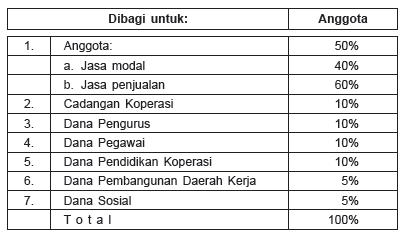 Dibagi untuk: Anggota
1. Anggota: 50%
a. Jasa modal 40%
b. Jasa penjualan 60%
2. Cadangan Koperasi 10%
3. Dana Pengurus 10%
4. Dana Pegawai 10%
5. Dana Pendidikan Koperasi 10%
6. Dana Pembangunan Daerah Kerja 5%
7. Dana Sosial 5%
T o t a l 100%